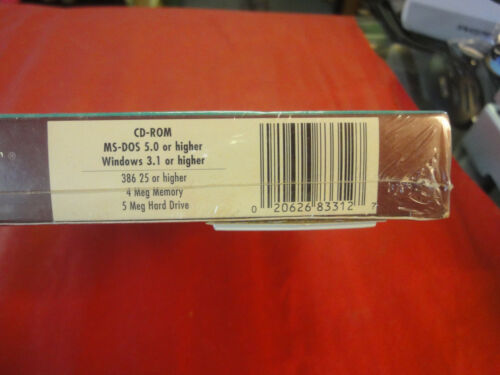 CD-ROM
MS-DOS 5.0 or higher
Windows 3.1 or higher
386 25 or higher
4 Meg Memory
5 Meg Hard Drive
0 20626 83312 7